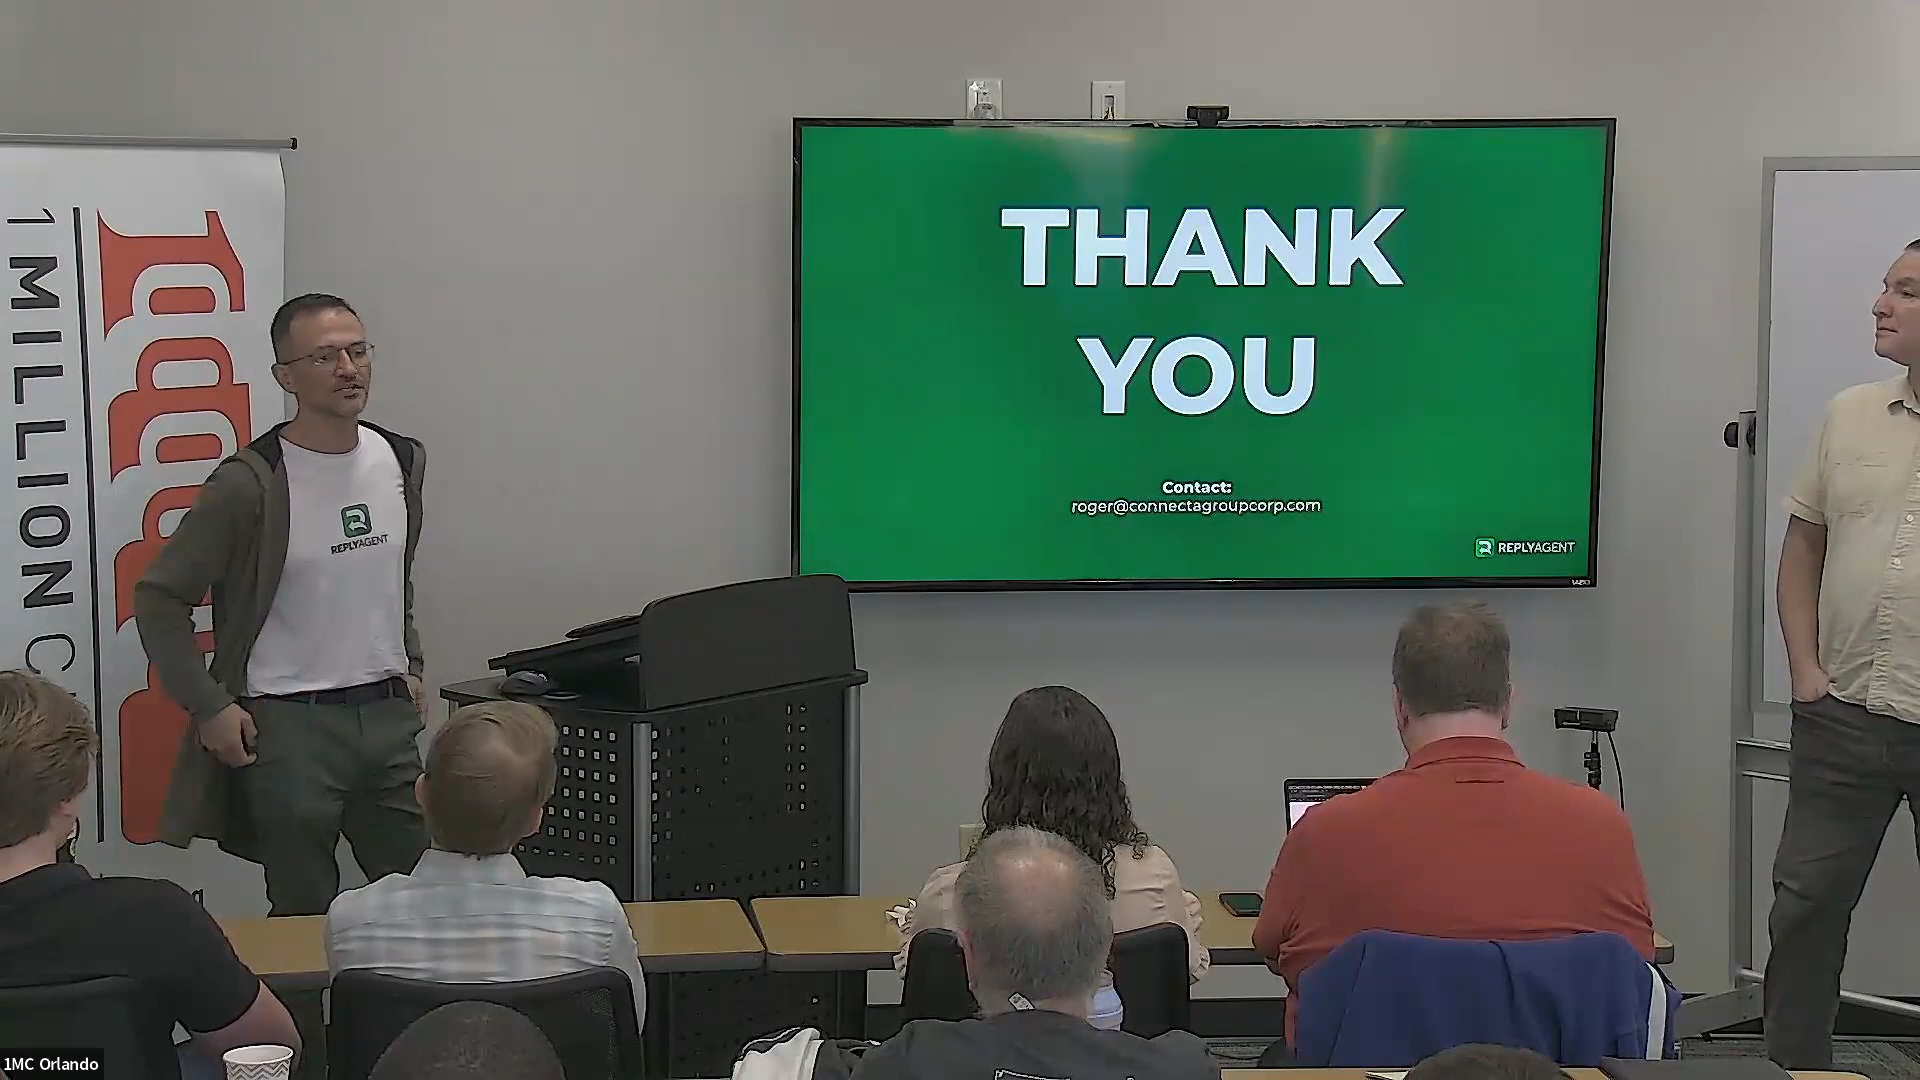 THANK
YOU
Contact:
roger@connectagroupcorp.com
REPLYAGENT
REPLYAGENT
1 MILLION C
1MC Orlando